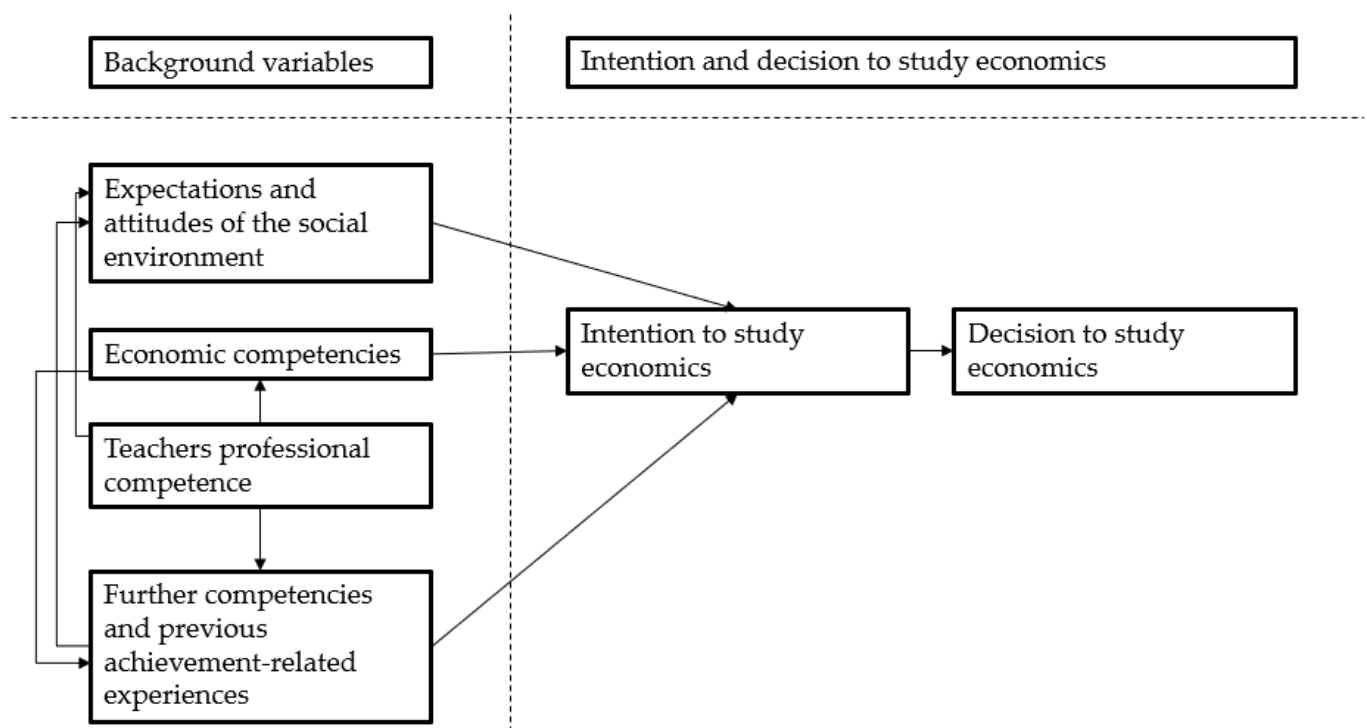 Background variables
Intention and decision to study economics
Expectations and
attitudes of the social
environment
Economic competencies
Teachers professional
competence
Further competencies
and previous
achievement-related
experiences
Intention to study
economics
Decision to study
economics